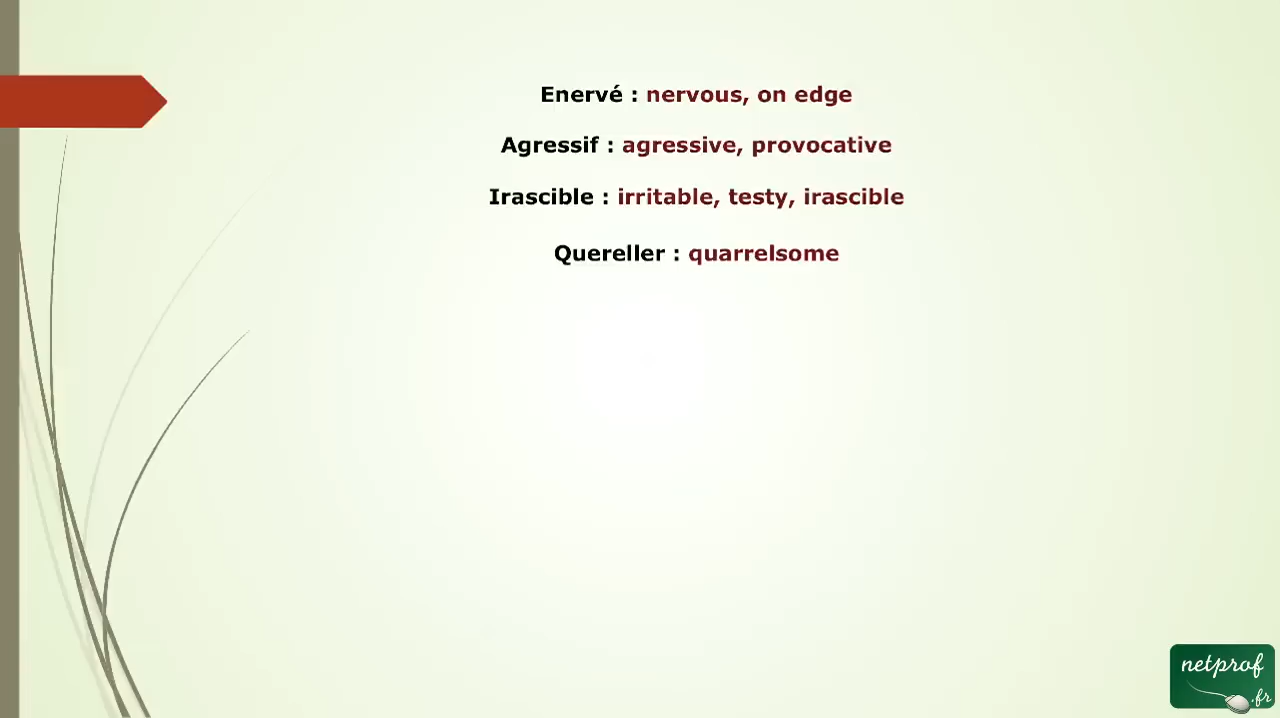 Enervé : nervous, on edge
Agressif : agressive, provocative
Irascible : irritable, testy, irascible
Quereller : quarrelsome
netprof
.fr